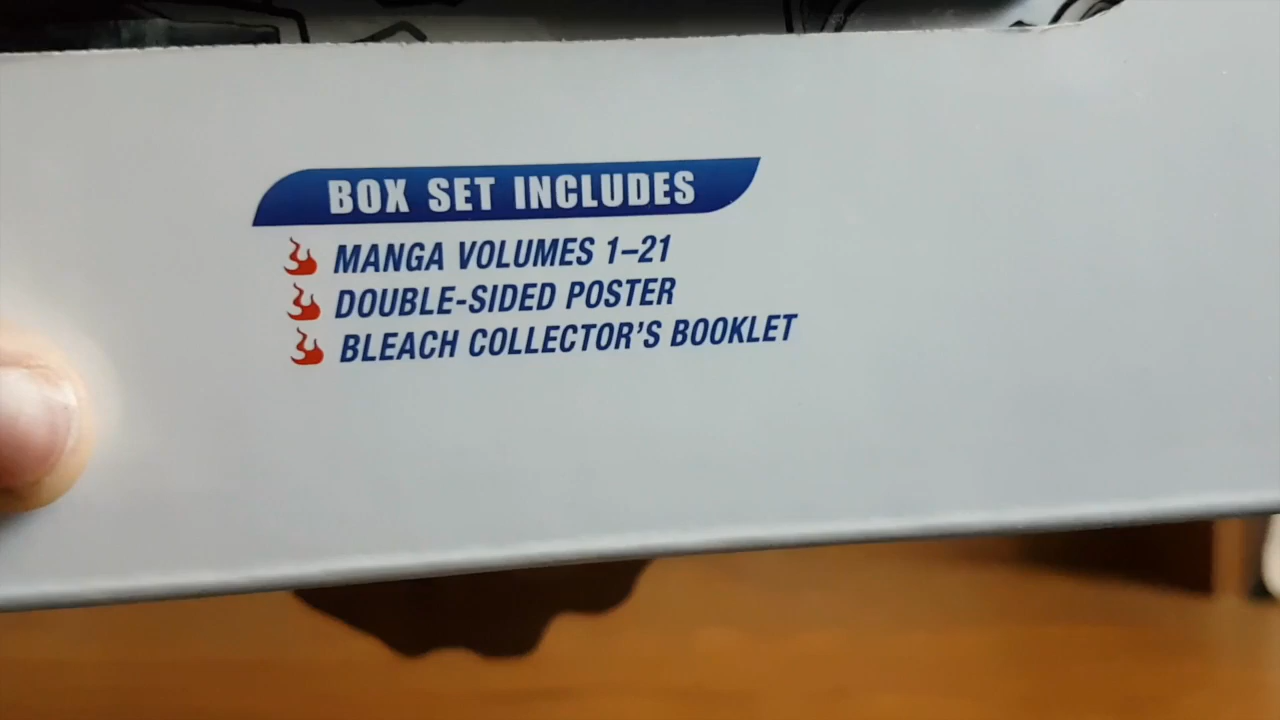 BOX SET INCLUDES
MANGA VOLUMES 1–21
DOUBLE-SIDED POSTER
BLEACH COLLECTOR'S BOOKLET